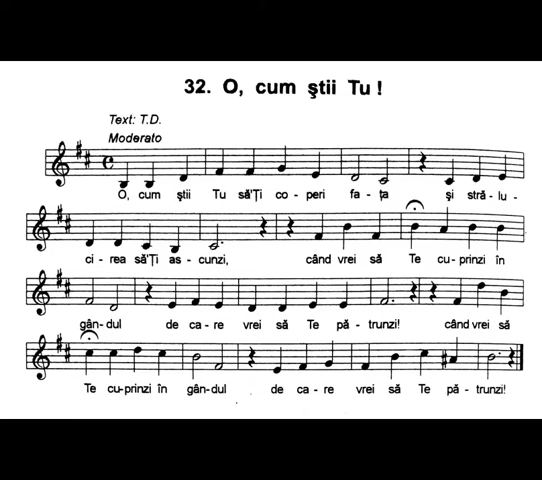 32. O, cum ştii Tu !
Text: T.D.
Moderato
O, cum ştii Tu să'Ţi co - peri fa - ţa şi stră - lu -
ci - rea să'Ţi as - cunzi, când vrei să Te cu-prinzi în
gân-dul de ca - re vrei să Te pă - trunzi! când vrei să
Te cu-prinzi în gân-dul de ca - re vrei să Te pă - trunzi!